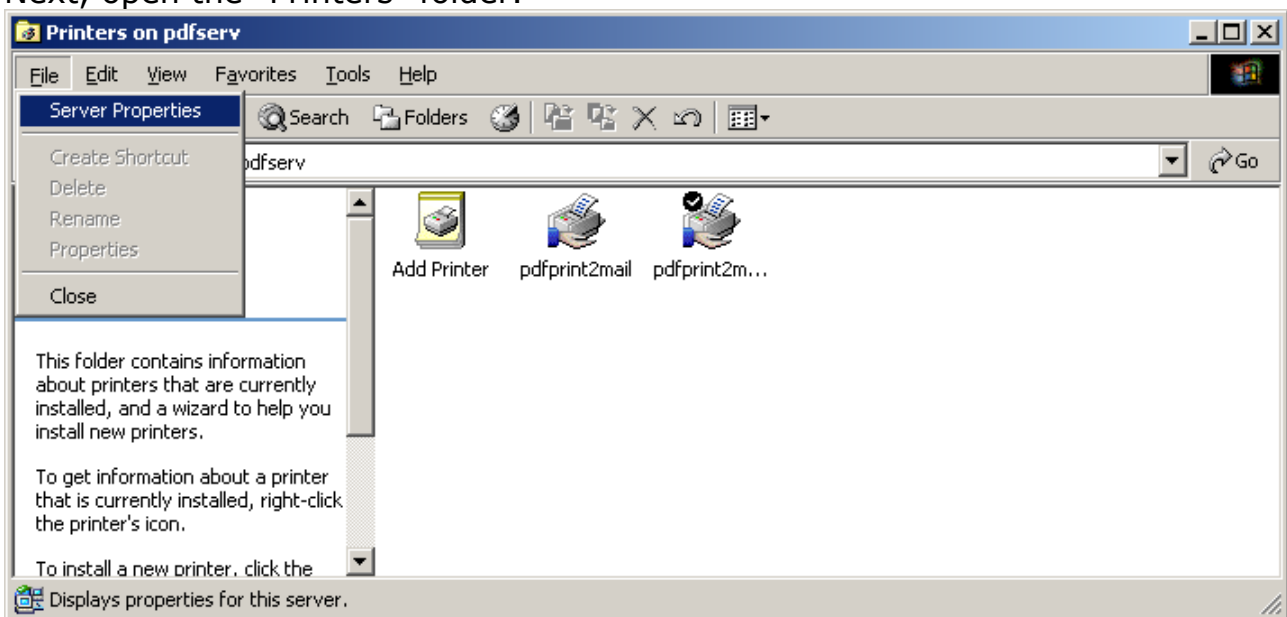 Next, open the "Printers" folder.
Printers on pdfserv
File Edit View Favorites Tools Help
Server Properties
Search Folders
Create Shortcut
Delete
Rename
Properties
Close
pdfserv
Go
Add Printer pdfprint2mail pdfprint2m...
This folder contains information
about printers that are currently
installed, and a wizard to help you
install new printers.
To get information about a printer
that is currently installed, right-click
the printer's icon.
To install a new printer, click the
Displays properties for this server.